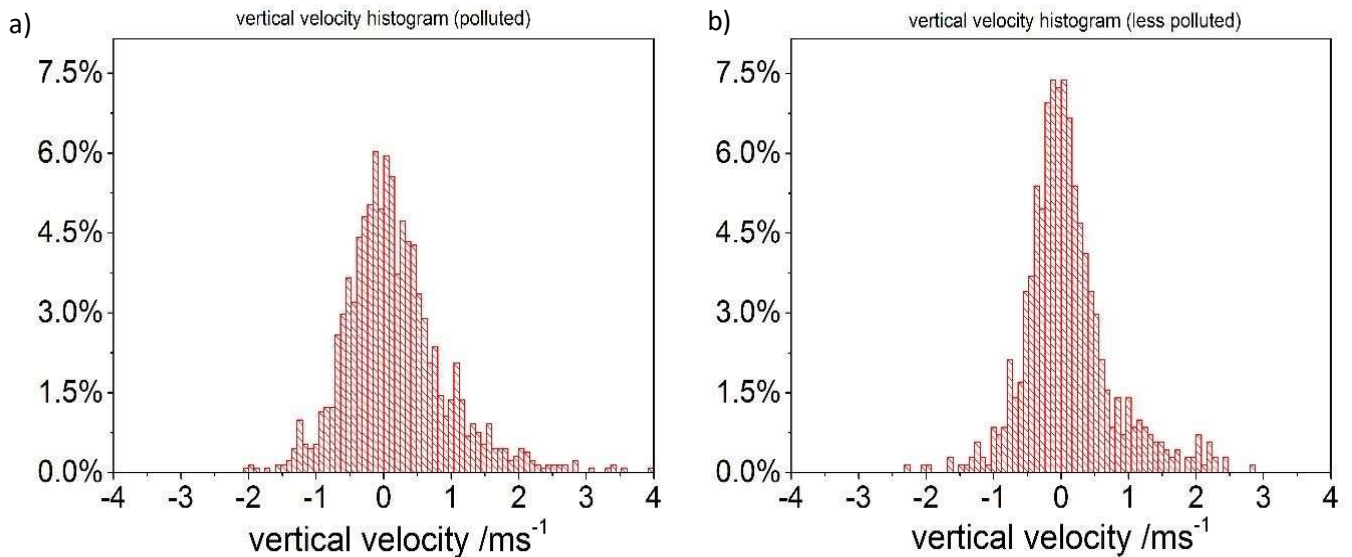 a)
vertical velocity histogram (polluted)
7.5%
6.0%
4.5%
3.0%
1.5%
0.0%
-4 -3 -2 -1 0 1 2 3 4
vertical velocity /ms-1
b)
vertical velocity histogram (less polluted)
7.5%
6.0%
4.5%
3.0%
1.5%
0.0%
-4 -3 -2 -1 0 1 2 3 4
vertical velocity /ms-1